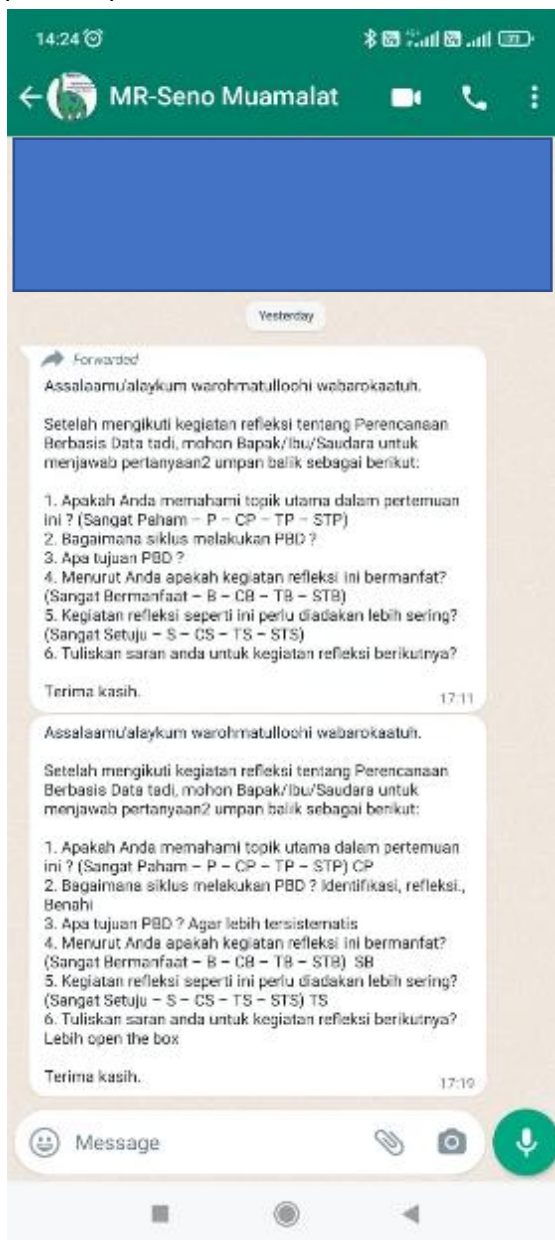 14:24
MR-Seno Muamalat
Yesterday
Forwarded
Assalaamu'alaykum warohmatulloohi wabarokaatuh.
Setelah mengikuti kegiatan refleksi tentang Perencanaan
Berbasis Data tadi, mohon Bapak/Ibu/Saudara untuk
menjawab pertanyaan2 umpan balik sebagai berikut:
1. Apakah Anda memahami topik utama dalam pertemuan
ini ? (Sangat Paham – P – CP – TP – STP)
2. Bagaimana siklus melakukan PBD ?
3. Apa tujuan PBD ?
4. Menurut Anda apakah kegiatan refleksi ini bermanfat?
(Sangat Bermanfaat – B – CB – TB – STB)
5. Kegiatan refleksi seperti ini perlu diadakan lebih sering?
(Sangat Setuju – S – CS – TS – STS)
6. Tuliskan saran anda untuk kegiatan refleksi berikutnya?
Terima kasih.
17:11
Assalaamu'alaykum warohmatulloohi wabarokaatuh.
Setelah mengikuti kegiatan refleksi tentang Perencanaan
Berbasis Data tadi, mohon Bapak/Ibu/Saudara untuk
menjawab pertanyaan2 umpan balik sebagai berikut:
1. Apakah Anda memahami topik utama dalam pertemuan
ini ? (Sangat Paham – P – CP – TP – STP) CP
2. Bagaimana siklus melakukan PBD ? Identifikasi, refleksi.,
Benahi
3. Apa tujuan PBD ? Agar lebih tersistematis
4. Menurut Anda apakah kegiatan refleksi ini bermanfat?
(Sangat Bermanfaat – B – CB – TB – STB) SB
5. Kegiatan refleksi seperti ini perlu diadakan lebih sering?
(Sangat Setuju – S – CS – TS – STS) TS
6. Tuliskan saran anda untuk kegiatan refleksi berikutnya?
Lebih open the box
Terima kasih.
17:19
Message